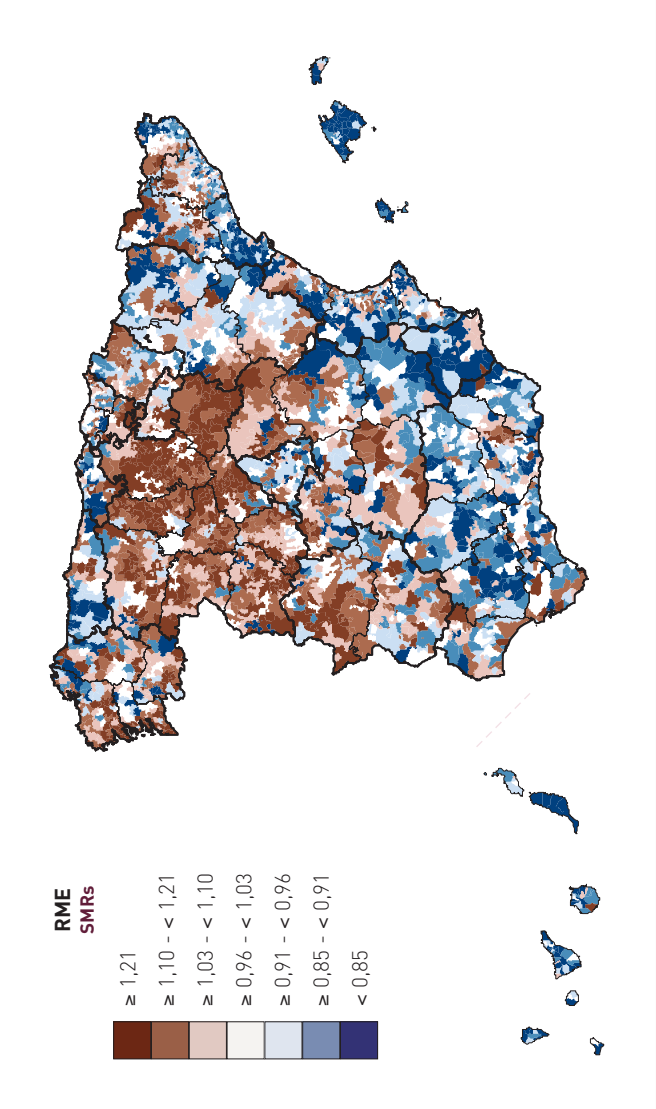 RME
SMRs
≥ 1,21
≥ 1,10 - < 1,21
≥ 1,03 - < 1,10
≥ 0,96 - < 1,03
≥ 0,91 - < 0,96
≥ 0,85 - < 0,91
< 0,85